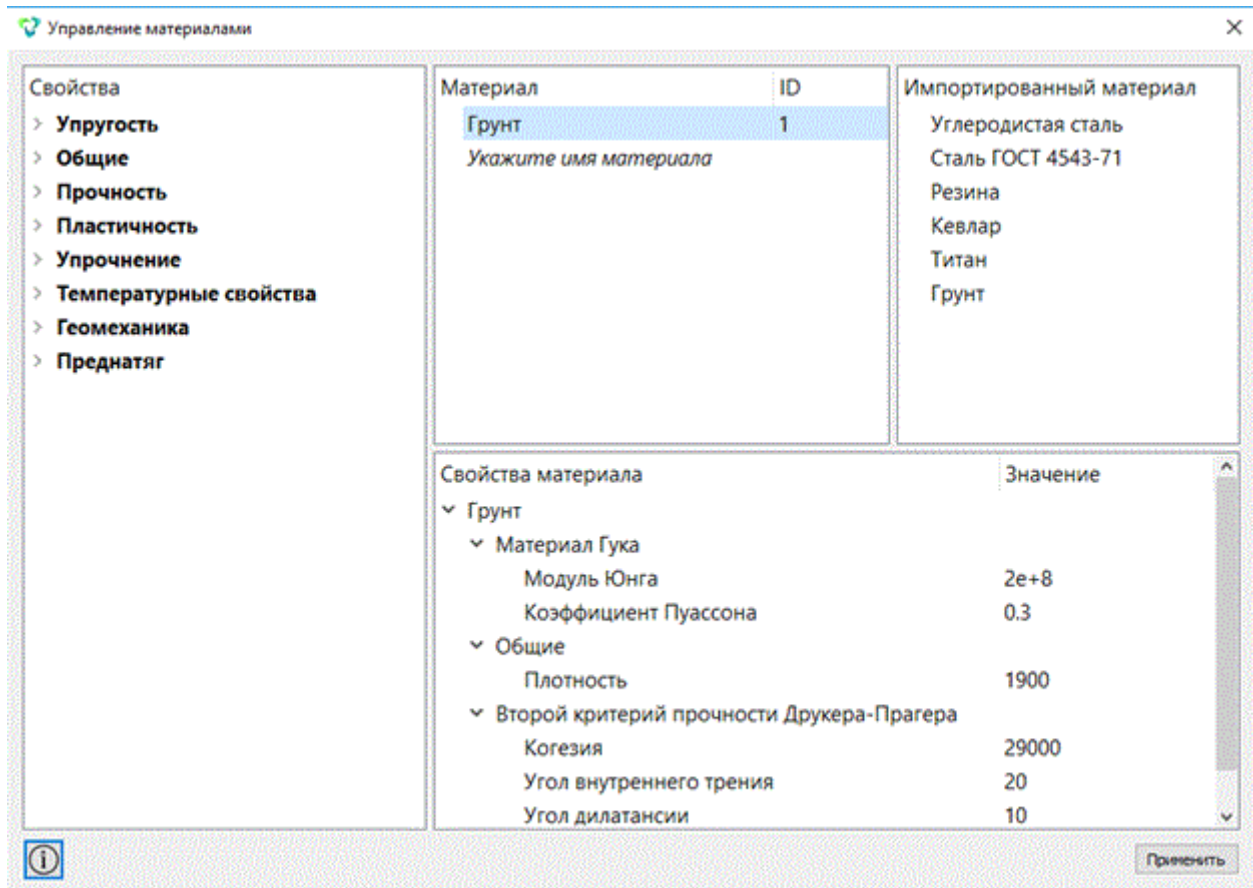 Управление материалами
Свойства
Упругость
Общие
Прочность
Пластичность
Упрочнение
Температурные свойства
Геомеханика
Преднатяг
Материал ID
Грунт 1
Укажите имя материала
Импортированный материал
Углеродистая сталь
Сталь ГОСТ 4543-71
Резина
Кевлар
Титан
Грунт
Свойства материала Значение
Грунт
Материал Гука
Модуль Юнга 2e+8
Коэффициент Пуассона 0.3
Общие
Плотность 1900
Второй критерий прочности Друкера-Прагера
Когезия 29000
Угол внутреннего трения 20
Угол дилатансии 10
Применить